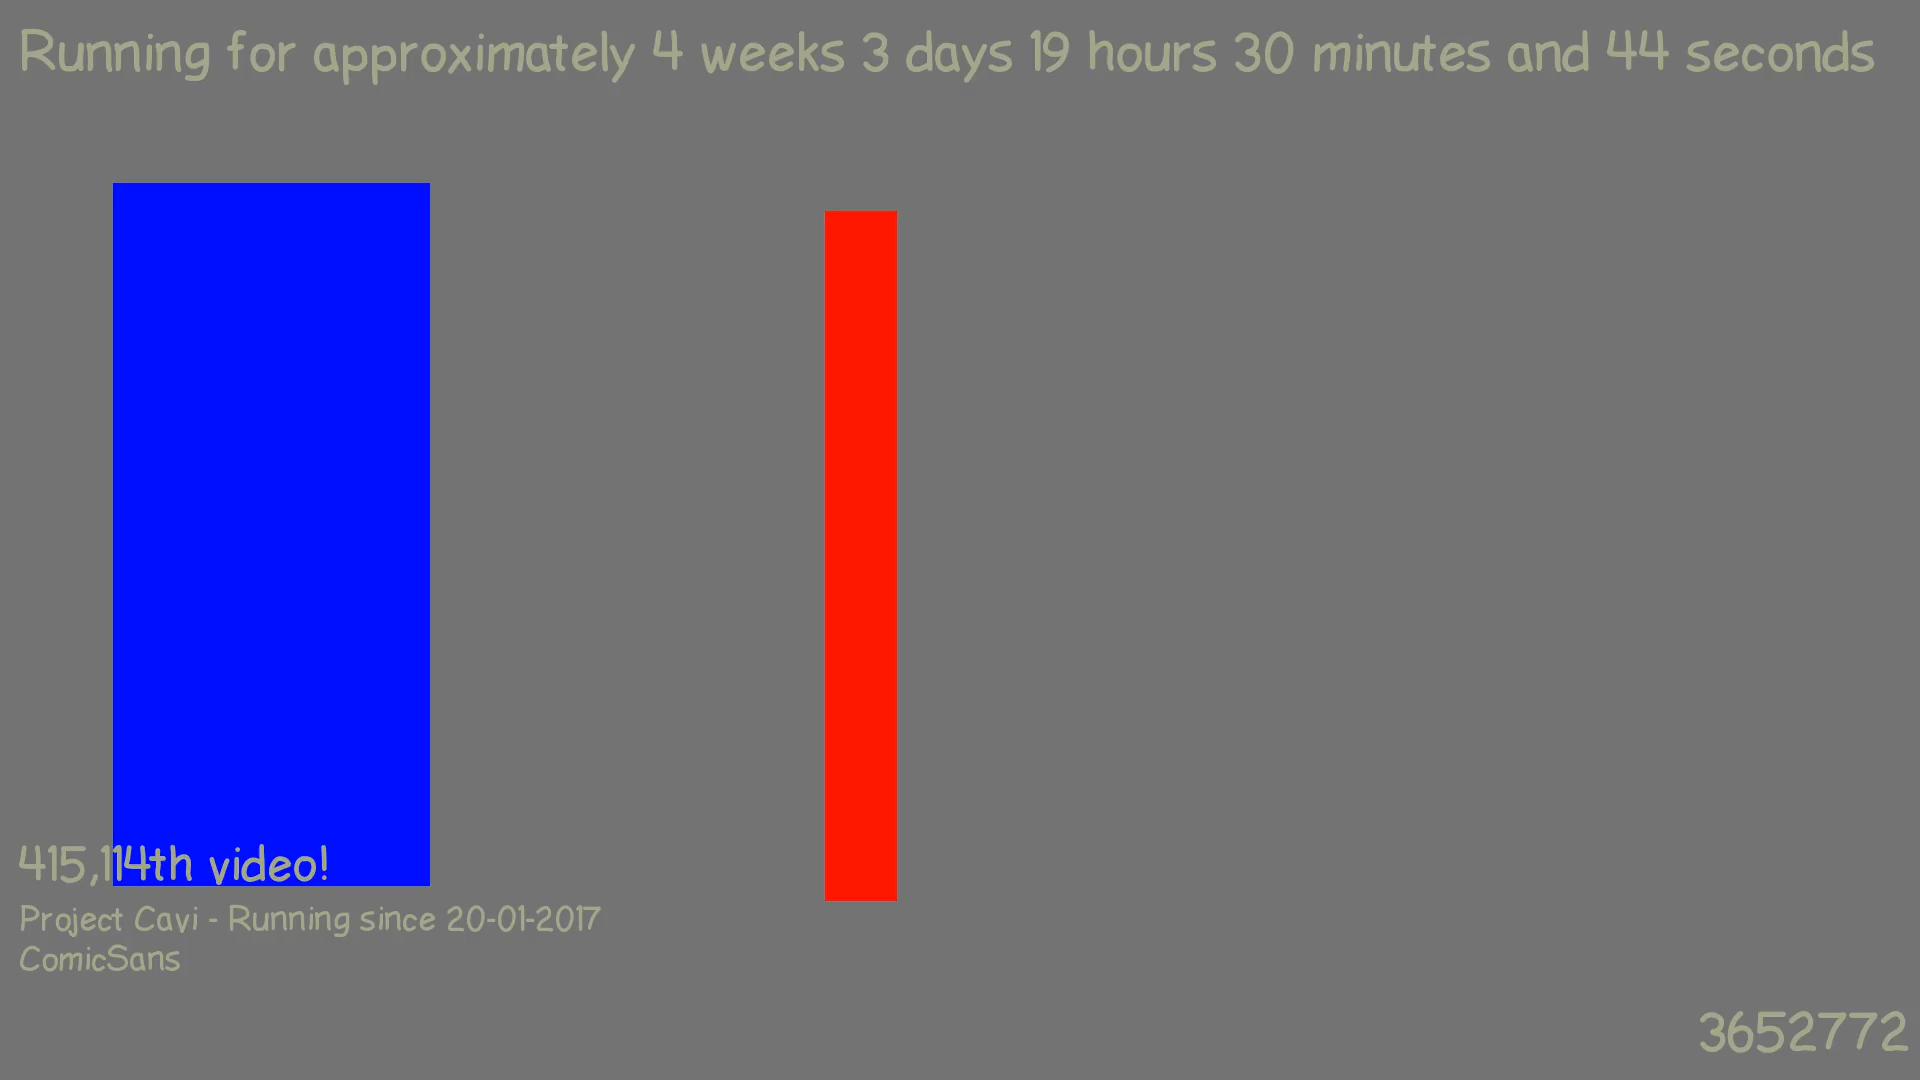 Running for approximately 4 weeks 3 days 19 hours 30 minutes and 44 seconds
415,114th video!
Project Cavi - Running since 20-01-2017
ComicSans
3652772